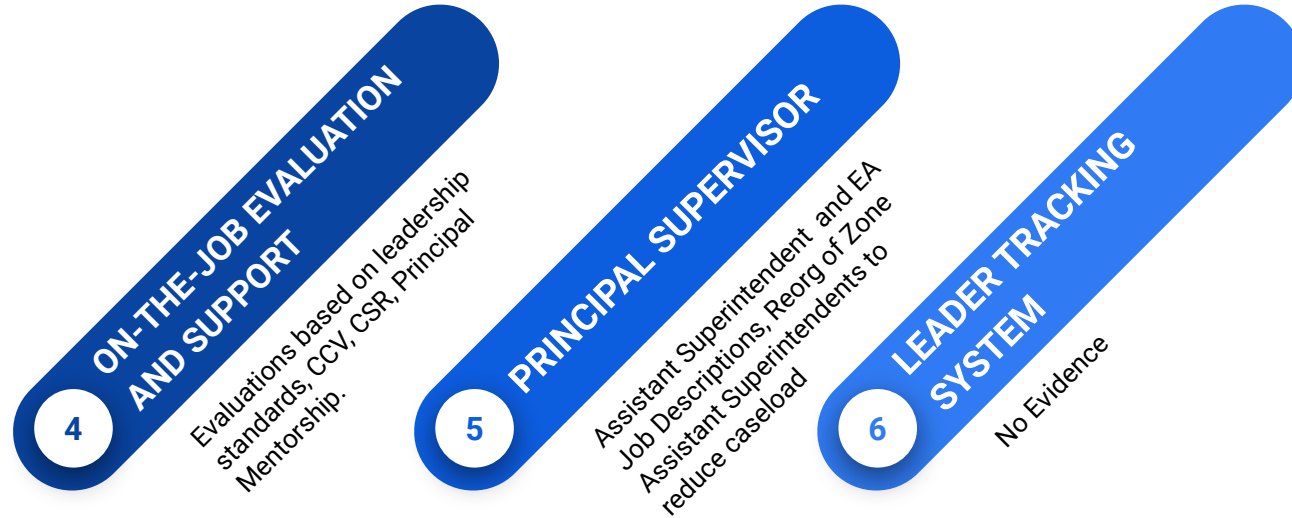 4
ON-THE-JOB EVALUATION
AND SUPPORT
Evaluations based on leadership
standards, CCV, CSR, Principal
Mentorship.
5
PRINCIPAL SUPERVISOR
Assistant Superintendent and EA
Job Descriptions, Reorg of Zone
Assistant Superintendents to
reduce caseload
6
LEADER TRACKING
SYSTEM
No Evidence